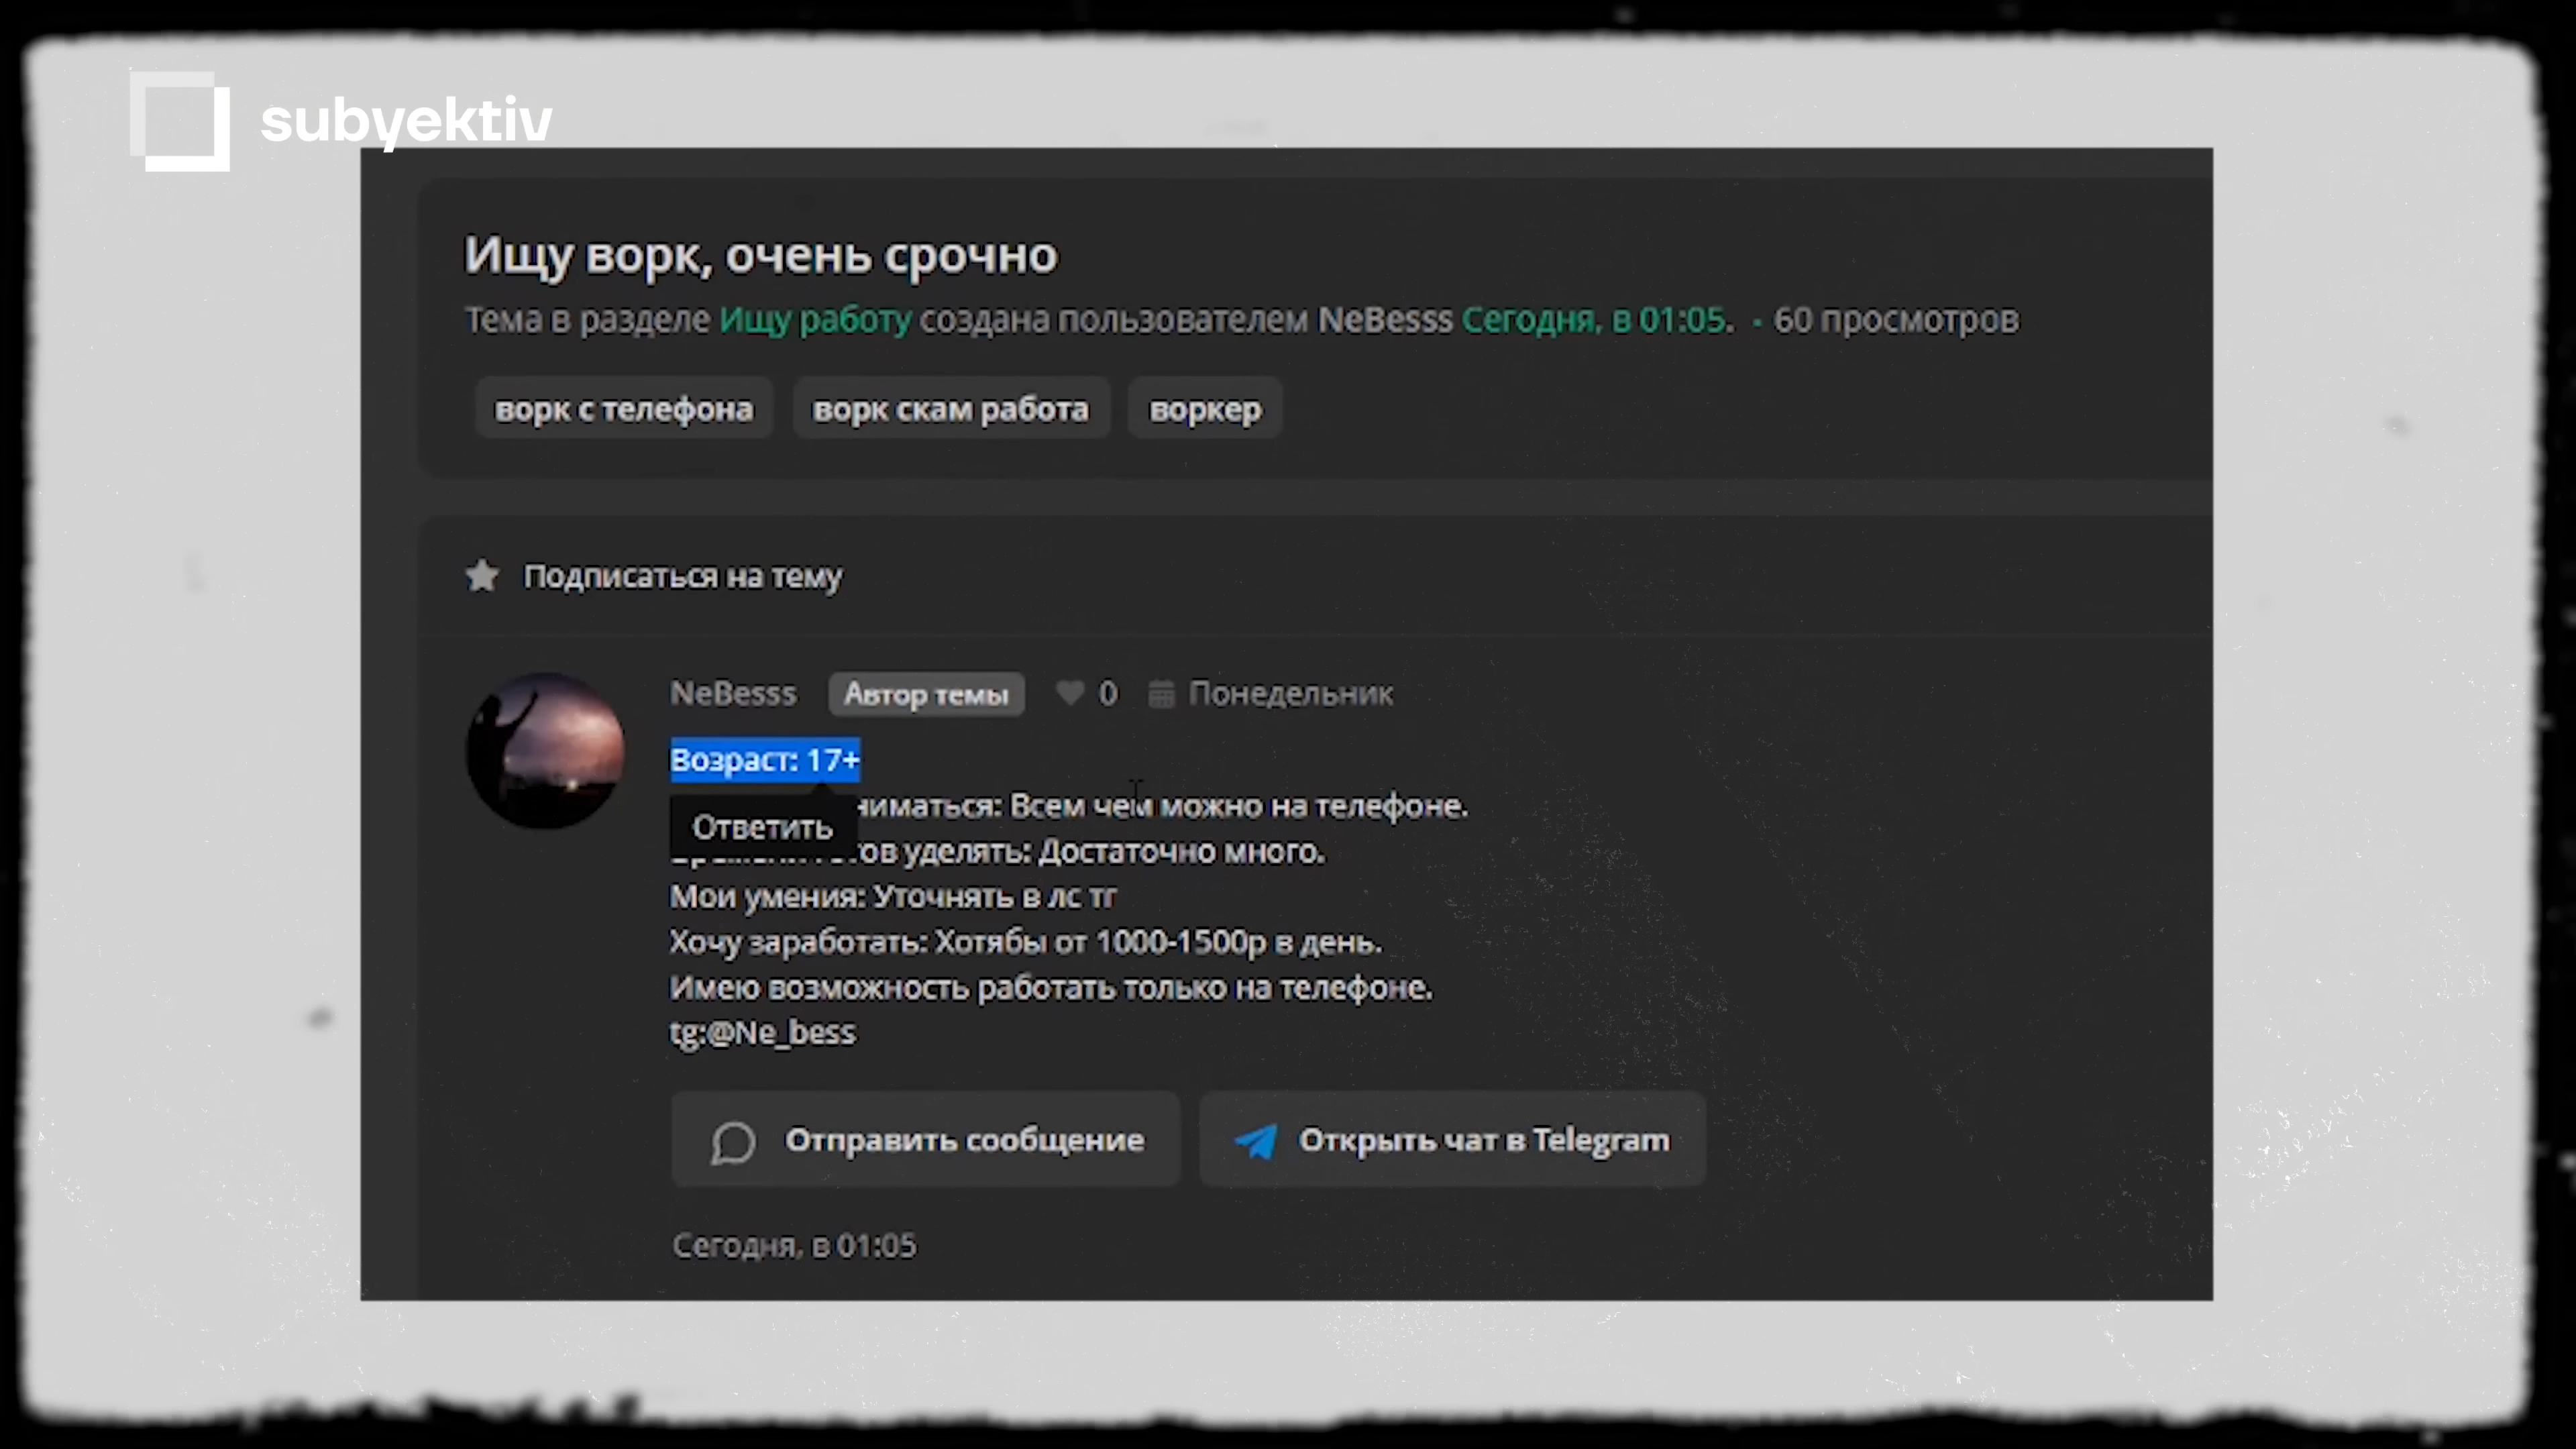 subyektiv
Ищу ворк, очень срочно
Тема в разделе Ищу работу создана пользователем NeBesss Сегодня, в 01:05. · 60 просмотров
ворк с телефона ворк скам работа воркер
Подписаться на тему
NeBesss Автор темы 0 Понедельник
Возраст: 17+
ниматься: Всем чем можно на телефоне.
Ответить
ов уделять: Достаточно много.
Мои умения: Уточнять в лс тг
Хочу заработать: Хотябы от 1000-1500р в день.
Имею возможность работать только на телефоне.
tg:@Ne_bess
Отправить сообщение Открыть чат в Telegram
Сегодня, в 01:05